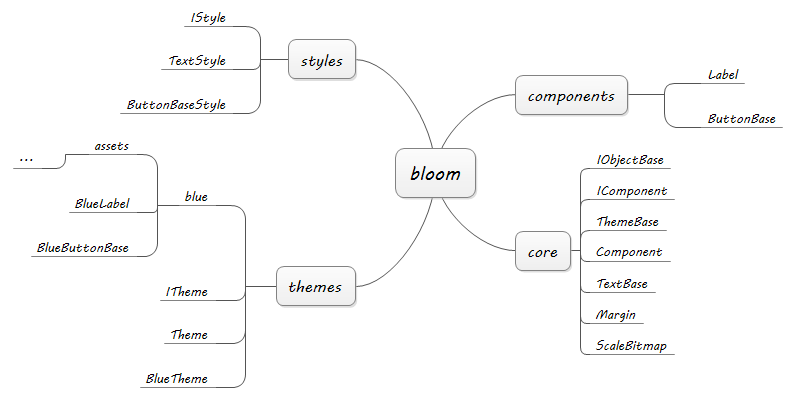 bloom
styles
IStyle
TextStyle
ButtonBaseStyle
components
Label
ButtonBase
core
IObjectBase
IComponent
ThemeBase
Component
TextBase
Margin
ScaleBitmap
themes
blue
assets
...
BlueLabel
BlueButtonBase
ITheme
Theme
BlueTheme